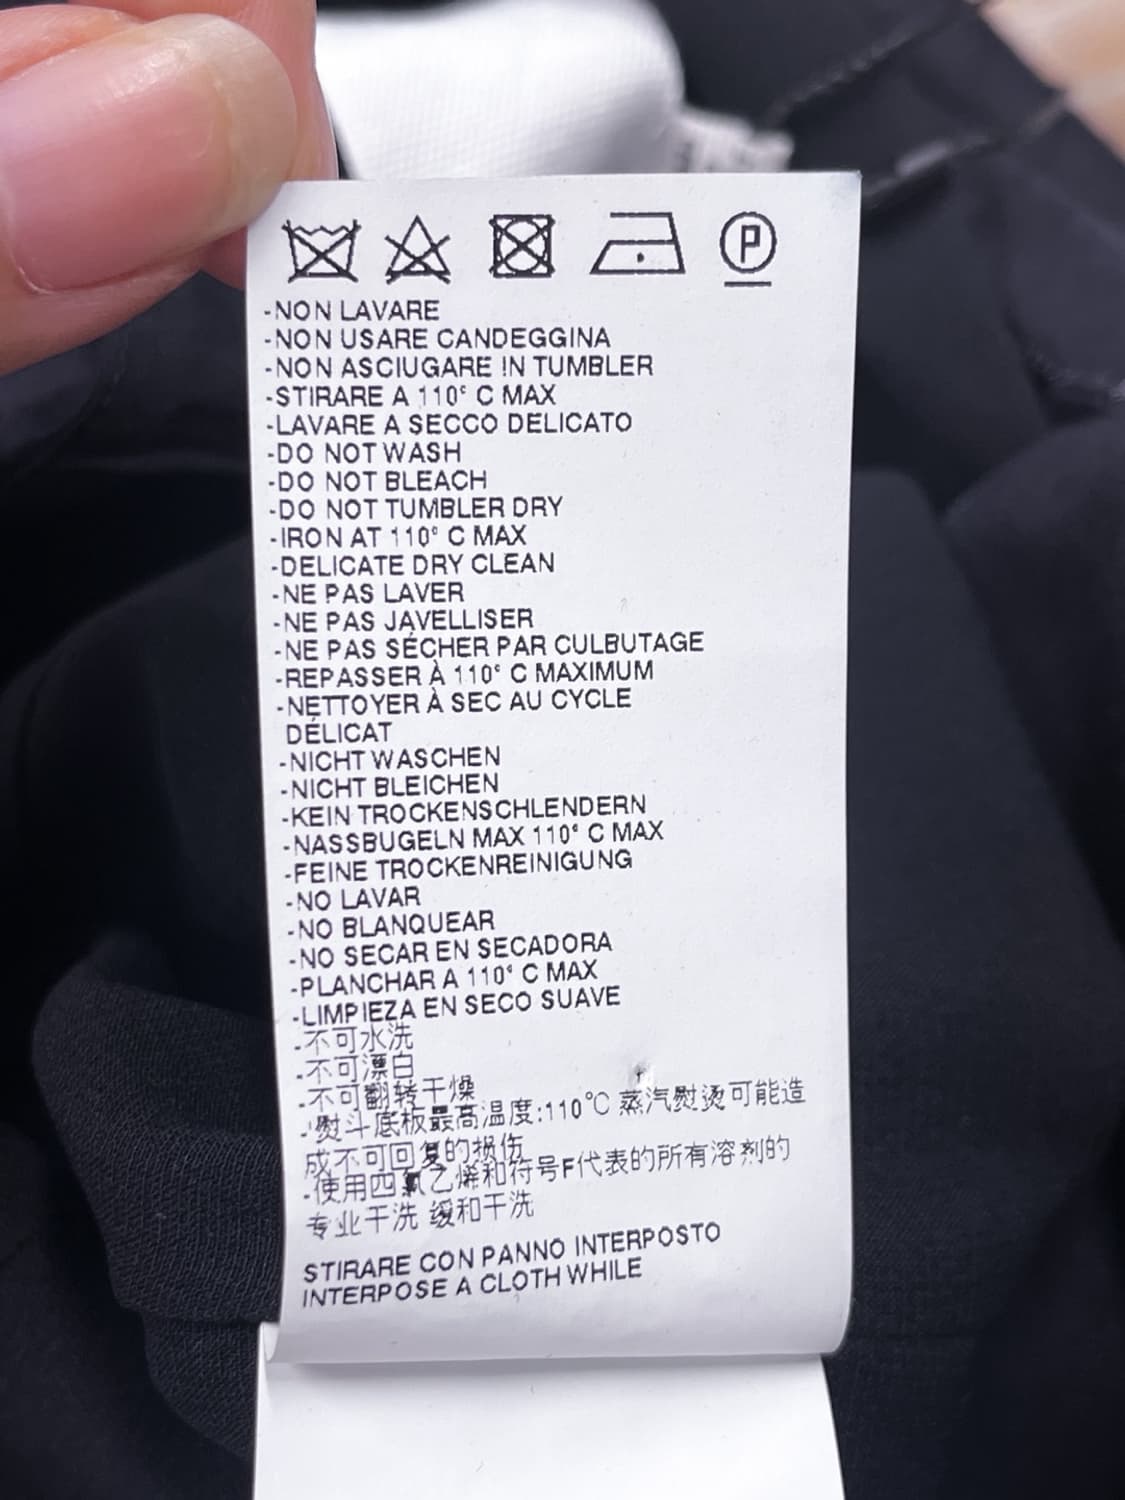 P
-NON LAVARE
-NON USARE CANDEGGINA
-NON ASCIUGARE IN TUMBLER
-STIRARE A 110° C MAX
-LAVARE A SECCO DELICATO
-DO NOT WASH
-DO NOT BLEACH
-DO NOT TUMBLER DRY
-IRON AT 110° C MAX
-DELICATE DRY CLEAN
-NE PAS LAVER
-NE PAS JAVELLISER
-NE PAS SÉCHER PAR CULBUTAGE
-REPASSER À 110° C MAXIMUM
-NETTOYER À SEC AU CYCLE
DÉLICAT
-NICHT WASCHEN
-NICHT BLEICHEN
-KEIN TROCKENSCHLENDERN
-NASSBUGELN MAX 110° C MAX
-FEINE TROCKENREINIGUNG
-NO LAVAR
-NO BLANQUEAR
-NO SECAR EN SECADORA
-PLANCHAR A 110° C MAX
-LIMPIEZA EN SECO SUAVE
-不可水洗
-不可漂白
-不可翻转干燥
-熨斗底板最高温度:110℃ 蒸汽熨烫可能造
成不可回复的损伤
-使用四氯乙烯和符号F代表的所有溶剂的
专业干洗 缓和干洗
STIRARE CON PANNO INTERPOSTO
INTERPOSE A CLOTH WHILE